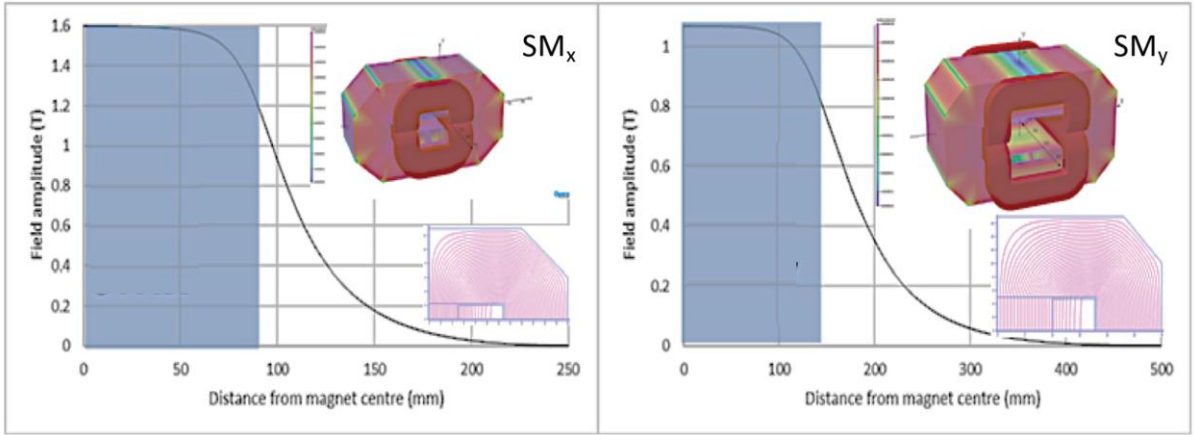 SMx
Field amplitude (T)
1.6
1.4
1.2
1
0.8
0.6
0.4
0.2
0
0 50 100 150 200 250
Distance from magnet centre (mm)
SMy
Field amplitude (T)
1
0.8
0.6
0.4
0.2
0
0 100 200 300 400 500
Distance from magnet centre (mm)